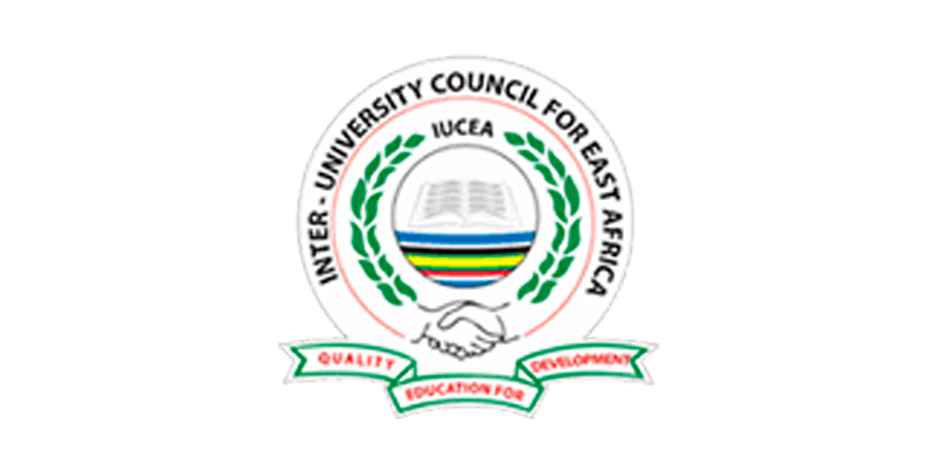 INTER - UNIVERSITY COUNCIL FOR EAST AFRICA
IUCEA
QUALITY
EDUCATION FOR
DEVELOPMENT